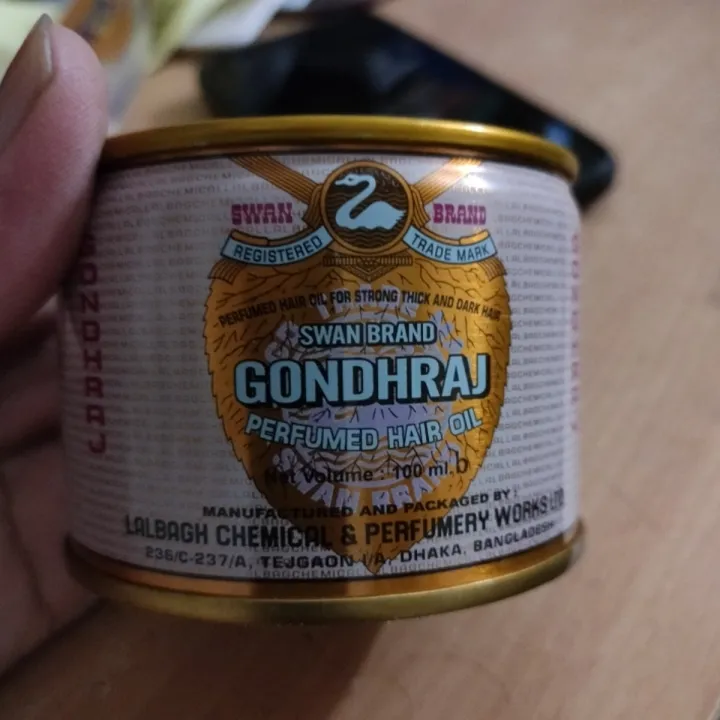 SWAN BRAND
REGISTERED TRADE MARK
PERFUMED HAIR OIL FOR STRONG THICK AND DARK HAIR
SWAN BRAND
GONDHRAJ
PERFUMED HAIR OIL
Net Volume : 100 ml.
SWAN BRAND
MANUFACTURED AND PACKAGED BY :
LALBAGH CHEMICAL & PERFUMERY WORKS LTD.
236/C-237/A, TEJGAON I/A, DHAKA, BANGLADESH
GONDHRAJ